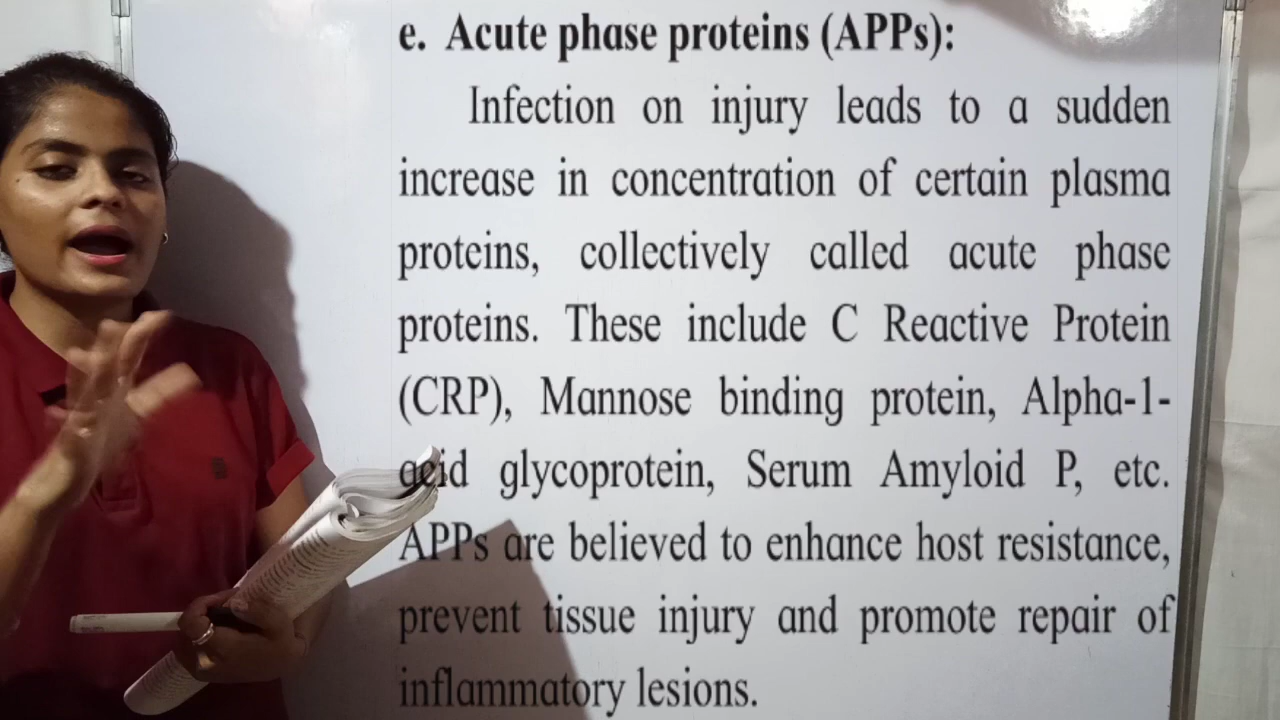 e. Acute phase proteins (APPs):
Infection on injury leads to a sudden
increase in concentration of certain plasma
proteins, collectively called acute phase
proteins. These include C Reactive Protein
(CRP), Mannose binding protein, Alpha-1-
acid glycoprotein, Serum Amyloid P, etc.
APPs are believed to enhance host resistance,
prevent tissue injury and promote repair of
inflammatory lesions.